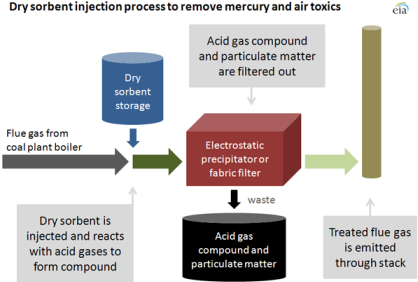 Dry sorbent injection process to remove mercury and air toxics
eia
Acid gas compound
and particulate matter
are filtered out
Dry
sorbent
storage
Flue gas from
coal plant boiler
Electrostatic
precipitator or
fabric filter
waste
Dry sorbent is
injected and reacts
with acid gases to
form compound
Acid gas
compound and
particulate matter
Treated flue gas
is emitted
through stack